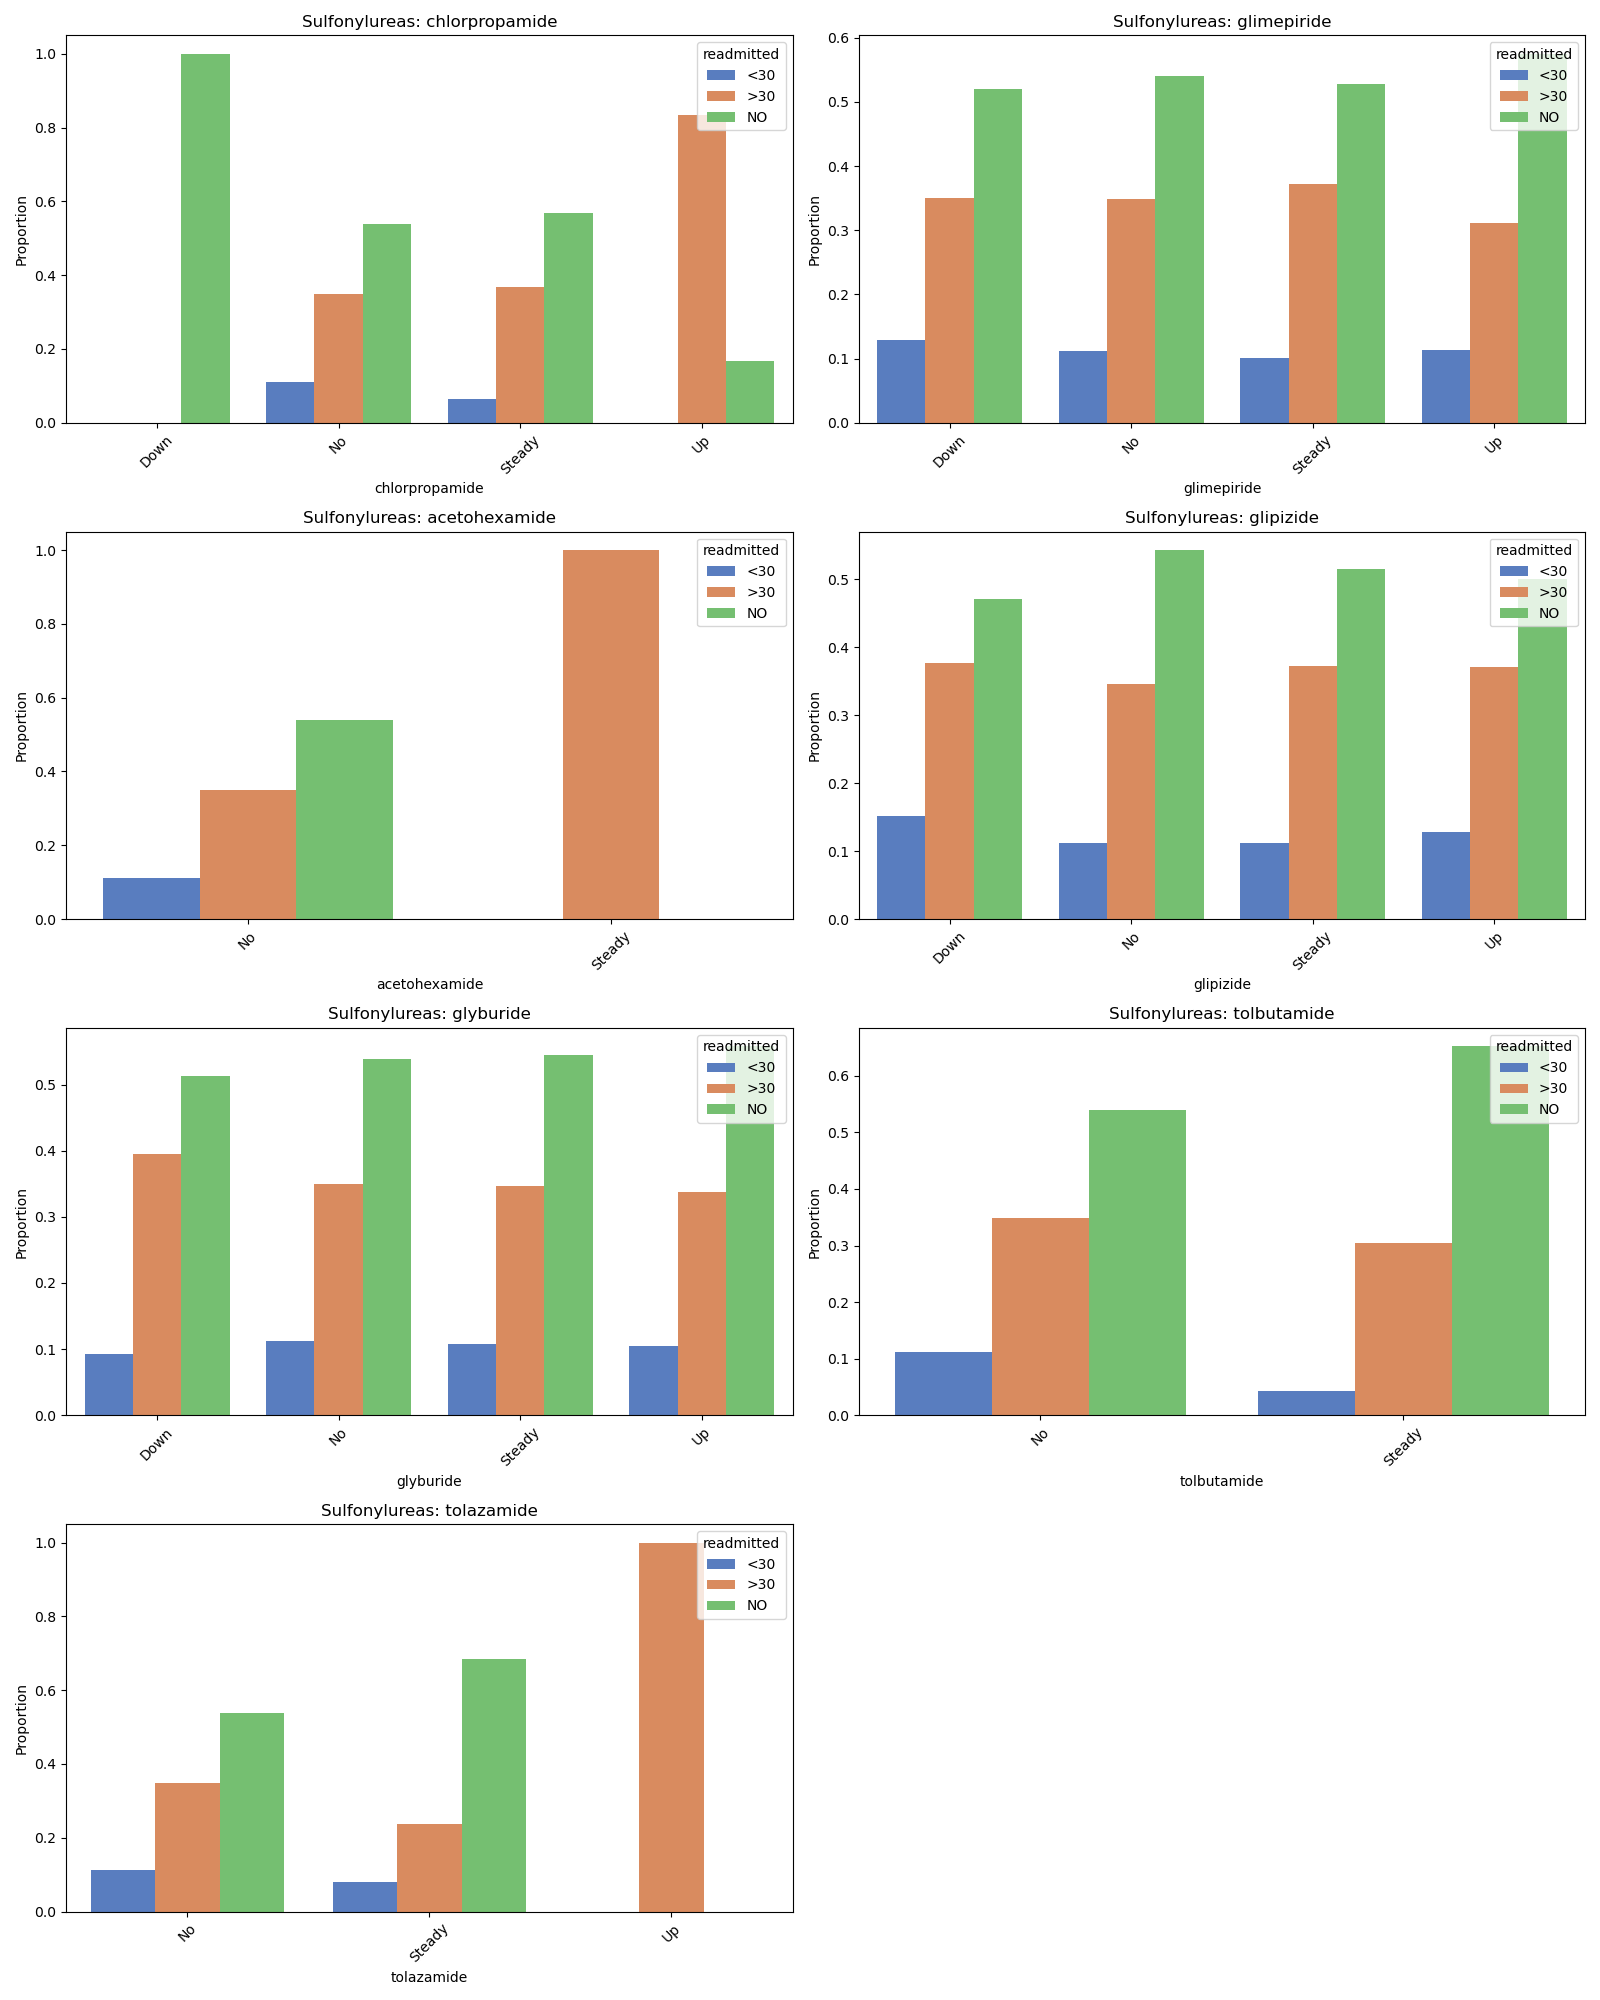 Sulfonylureas: chlorpropamide
readmitted
<30
>30
NO
1.0
0.8
0.6
0.4
0.2
0.0
Proportion
Down
No
Steady
Up
chlorpropamide
Sulfonylureas: glimepiride
readmitted
<30
>30
NO
0.6
0.5
0.4
0.3
0.2
0.1
0.0
Proportion
Down
No
Steady
Up
glimepiride
Sulfonylureas: acetohexamide
readmitted
<30
>30
NO
1.0
0.8
0.6
0.4
0.2
0.0
Proportion
No
Steady
acetohexamide
Sulfonylureas: glipizide
readmitted
<30
>30
NO
0.5
0.4
0.3
0.2
0.1
0.0
Proportion
Down
No
Steady
Up
glipizide
Sulfonylureas: glyburide
readmitted
<30
>30
NO
0.5
0.4
0.3
0.2
0.1
0.0
Proportion
Down
No
Steady
Up
glyburide
Sulfonylureas: tolbutamide
readmitted
<30
>30
NO
0.6
0.5
0.4
0.3
0.2
0.1
0.0
Proportion
No
Steady
tolbutamide
Sulfonylureas: tolazamide
readmitted
<30
>30
NO
1.0
0.8
0.6
0.4
0.2
0.0
Proportion
No
Steady
Up
tolazamide